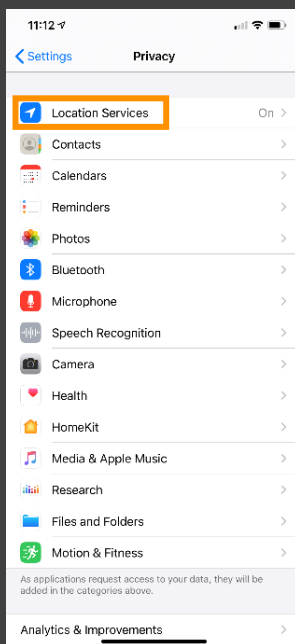 11:12
Settings
Privacy
Location Services On
Contacts
Calendars
Reminders
Photos
Bluetooth
Microphone
Speech Recognition
Camera
Health
HomeKit
Media & Apple Music
Research
Files and Folders
Motion & Fitness
As applications request access to your data, they will be
added in the categories above.
Analytics & Improvements